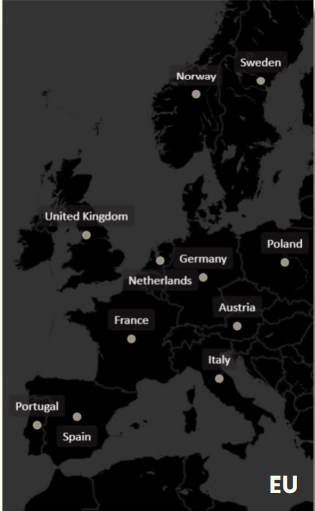 Sweden
Norway
United Kingdom
Poland
Germany
Netherlands
Austria
France
Italy
Portugal
Spain
EU